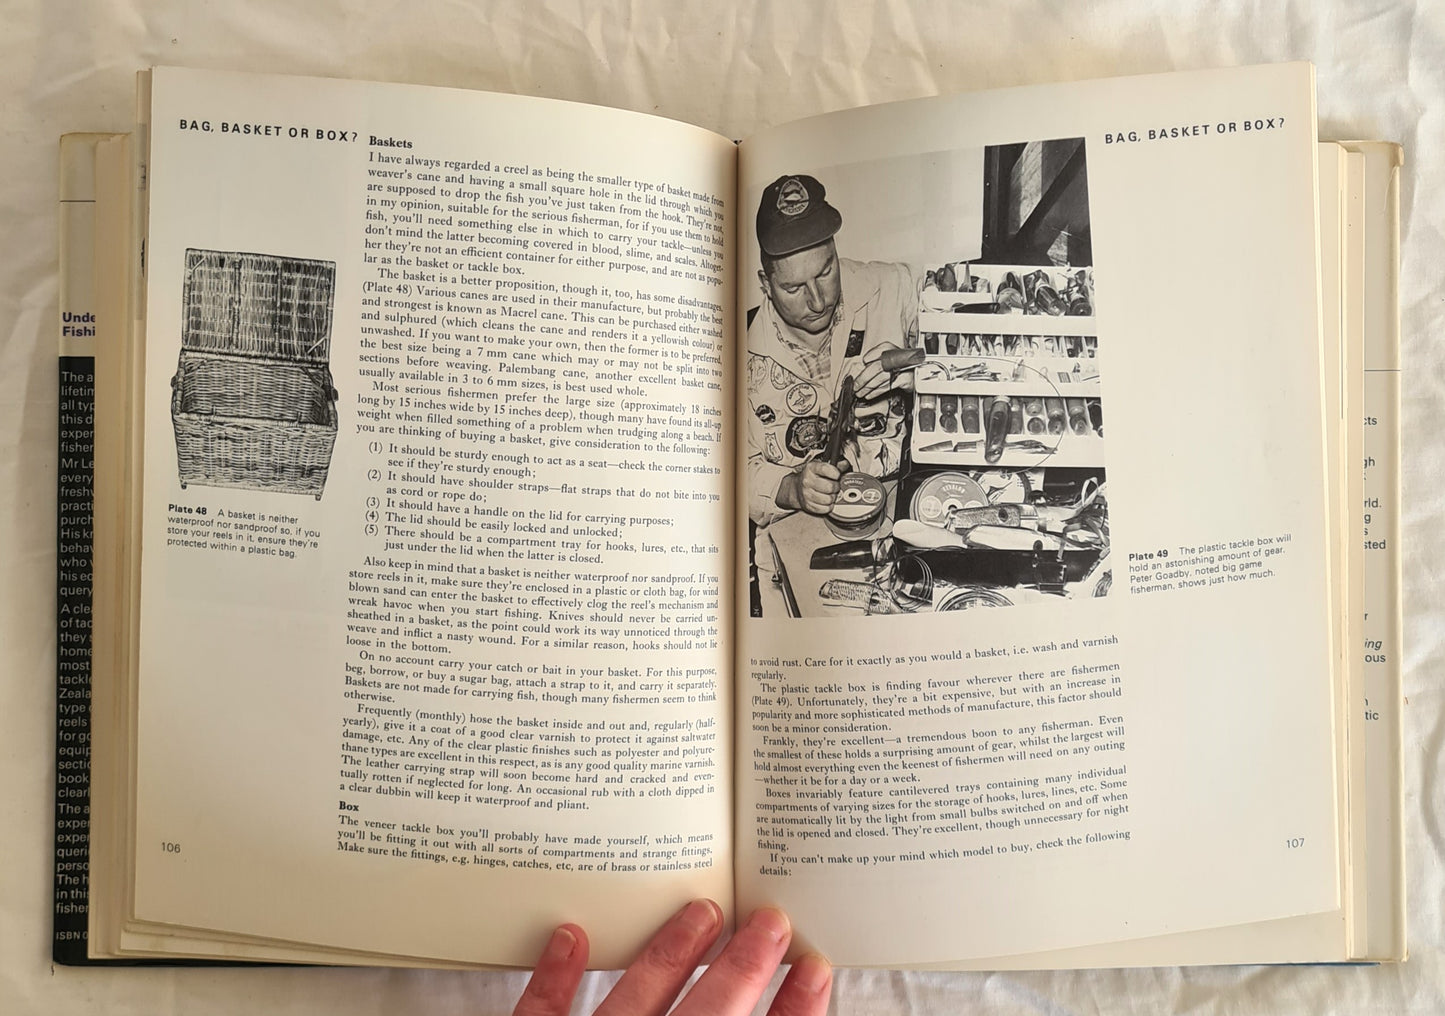 BAG, BASKET OR BOX?
Baskets
I have always regarded a creel as being the smaller type of basket made from
weaver's cane and having a small square hole in the lid through which you
are supposed to drop the fish you've just taken from the hook. They're not,
in my opinion, suitable for the serious fisherman, for if you use them to hold
fish, you'll need something else in which to carry your tackle—unless you
don't mind the latter becoming covered in blood, slime, and scales. Altoget-
her they're not an efficient container for either purpose, and are not as popu-
lar as the basket or tackle box.
The basket is a better proposition, though it, too, has some disadvantages.
(Plate 48) Various canes are used in their manufacture, but probably the best
and strongest is known as Macrel cane. This can be purchased either washed
and sulphured (which cleans the cane and renders it a yellowish colour) or
unwashed. If you want to make your own, then the former is to be preferred,
the best size being a 7 mm cane which may or may not be split into two
sections before weaving. Palembang cane, another excellent basket cane,
usually available in 3 to 6 mm sizes, is best used whole.
Most serious fishermen prefer the large size (approximately 18 inches
long by 15 inches wide by 15 inches deep), though many have found its all-up
weight when filled something of a problem when trudging along a beach. If
you are thinking of buying a basket, give consideration to the following:
(1) It should be sturdy enough to act as a seat—check the corner stakes to
see if they're sturdy enough;
(2) It should have shoulder straps—flat straps that do not bite into you
as cord or rope do;
(3) It should have a handle on the lid for carrying purposes;
(4) The lid should be easily locked and unlocked;
(5) There should be a compartment tray for hooks, lures, etc., that sits
just under the lid when the latter is closed.
Also keep in mind that a basket is neither waterproof nor sandproof. If you
store reels in it, make sure they're enclosed in a plastic or cloth bag, for wind
blown sand can enter the basket to effectively clog the reel's mechanism and
wreak havoc when you start fishing. Knives should never be carried un-
sheathed in a basket, as the point could work its way unnoticed through the
weave and inflict a nasty wound. For a similar reason, hooks should not lie
loose in the bottom.
On no account carry your catch or bait in your basket. For this purpose,
beg, borrow, or buy a sugar bag, attach a strap to it, and carry it separately.
Baskets are not made for carrying fish, though many fishermen seem to think
otherwise.
Frequently (monthly) hose the basket inside and out and, regularly (half-
yearly), give it a coat of a good clear varnish to protect it against saltwater
damage, etc. Any of the clear plastic finishes such as polyester and polyure-
thane types are excellent in this respect, as is any good quality marine varnish.
The leather carrying strap will soon become hard and cracked and even-
tually rotten if neglected for long. An occasional rub with a cloth dipped in
a clear dubbin will keep it waterproof and pliant.
Box
The veneer tackle box you'll probably have made yourself, which means
you'll be fitting it out with all sorts of compartments and strange fittings.
Make sure the fittings, e.g. hinges, catches, etc, are of brass or stainless steel
Plate 48 A basket is neither
waterproof nor sandproof so, if you
store your reels in it, ensure they're
protected within a plastic bag.
106
BAG, BASKET OR BOX?
Plate 49 The plastic tackle box will
hold an astonishing amount of gear.
Peter Goadby, noted big game
fisherman, shows just how much.
to avoid rust. Care for it exactly as you would a basket, i.e. wash and varnish
regularly.
The plastic tackle box is finding favour wherever there are fishermen
(Plate 49). Unfortunately, they're a bit expensive, but with an increase in
popularity and more sophisticated methods of manufacture, this factor should
soon be a minor consideration.
Frankly, they're excellent—a tremendous boon to any fisherman. Even
the smallest of these holds a surprising amount of gear, whilst the largest will
hold almost everything even the keenest of fishermen will need on any outing
—whether it be for a day or a week.
Boxes invariably feature cantilevered trays containing many individual
compartments of varying sizes for the storage of hooks, lures, lines, etc. Some
are automatically lit by the light from small bulbs switched on and off when
the lid is opened and closed. They're excellent, though unnecessary for night
fishing.
If you can't make up your mind which model to buy, check the following
details:
107